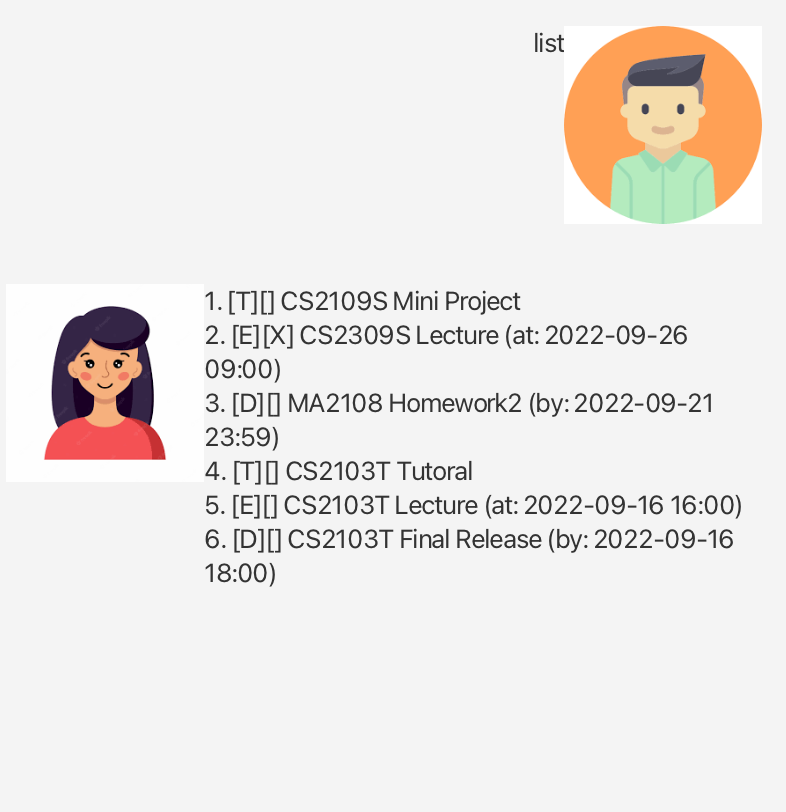 list
1. [T][] CS2109S Mini Project
2. [E][X] CS2309S Lecture (at: 2022-09-26
09:00)
3. [D][] MA2108 Homework2 (by: 2022-09-21
23:59)
4. [T][] CS2103T Tutoral
5. [E][] CS2103T Lecture (at: 2022-09-16 16:00)
6. [D][] CS2103T Final Release (by: 2022-09-16
18:00)